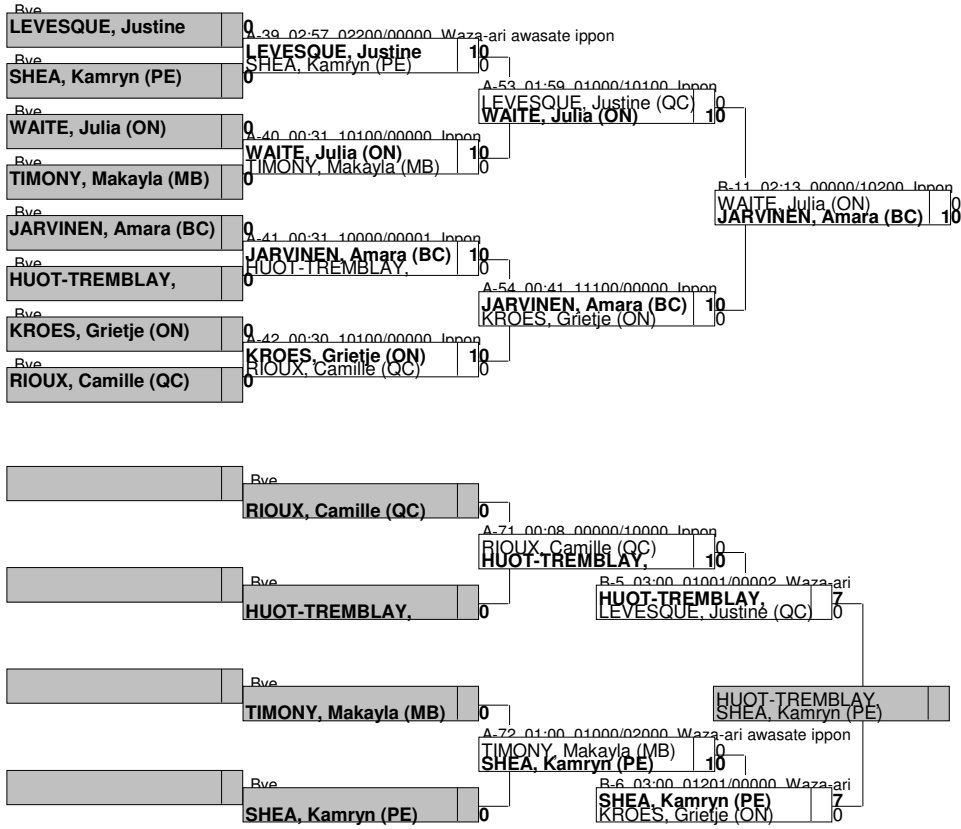 Bye
LEVESQUE, Justine 0
Bye
SHEA, Kamryn (PE) 0
Bye
WAITE, Julia (ON) 0
Bye
TIMONY, Makayla (MB) 0
Bye
JARVINEN, Amara (BC) 0
Bye
HUOT-TREMBLAY, 0
Bye
KROES, Grietje (ON) 0
Bye
RIOUX, Camille (QC) 0
A-39 02:57 02200/00000 Waza-ari awasate ippon
LEVESQUE, Justine 10
SHEA, Kamryn (PE) 0
A-40 00:31 10100/00000 Ippon
WAITE, Julia (ON) 10
TIMONY, Makayla (MB) 0
A-41 00:31 10000/00001 Ippon
JARVINEN, Amara (BC) 10
HUOT-TREMBLAY, 0
A-42 00:30 10100/00000 Ippon
KROES, Grietje (ON) 10
RIOUX, Camille (QC) 0
A-53 01:59 01000/10100 Ippon
LEVESQUE, Justine (QC) 0
WAITE, Julia (ON) 10
A-54 00:41 11100/00000 Ippon
JARVINEN, Amara (BC) 10
KROES, Grietje (ON) 0
B-11 02:13 00000/10200 Ippon
WAITE, Julia (ON) 0
JARVINEN, Amara (BC) 10
Bye
RIOUX, Camille (QC) 0
Bye
HUOT-TREMBLAY, 0
Bye
TIMONY, Makayla (MB) 0
Bye
SHEA, Kamryn (PE) 0
A-71 00:08 00000/10000 Ippon
RIOUX, Camille (QC) 0
HUOT-TREMBLAY, 10
A-72 01:00 01000/02000 Waza-ari awasate ippon
TIMONY, Makayla (MB) 0
SHEA, Kamryn (PE) 10
B-5 03:00 01001/00002 Waza-ari
HUOT-TREMBLAY, 7
LEVESQUE, Justine (QC) 0
B-6 03:00 01201/00000 Waza-ari
SHEA, Kamryn (PE) 7
KROES, Grietje (ON) 0
HUOT-TREMBLAY,
SHEA, Kamryn (PE)